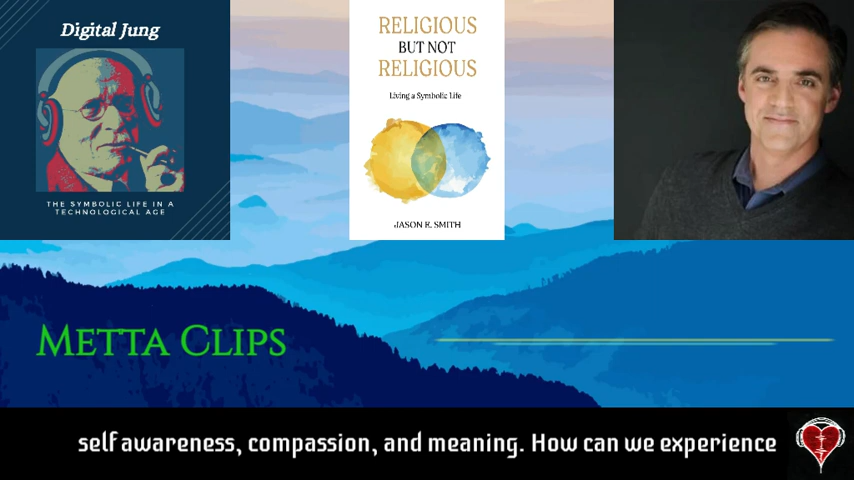 Digital Jung
THE SYMBOLIC LIFE IN A
TECHNOLOGICAL AGE
RELIGIOUS
BUT NOT
RELIGIOUS
Living a Symbolic Life
JASON E. SMITH
METTA CLIPS
self awareness, compassion, and meaning. How can we experience